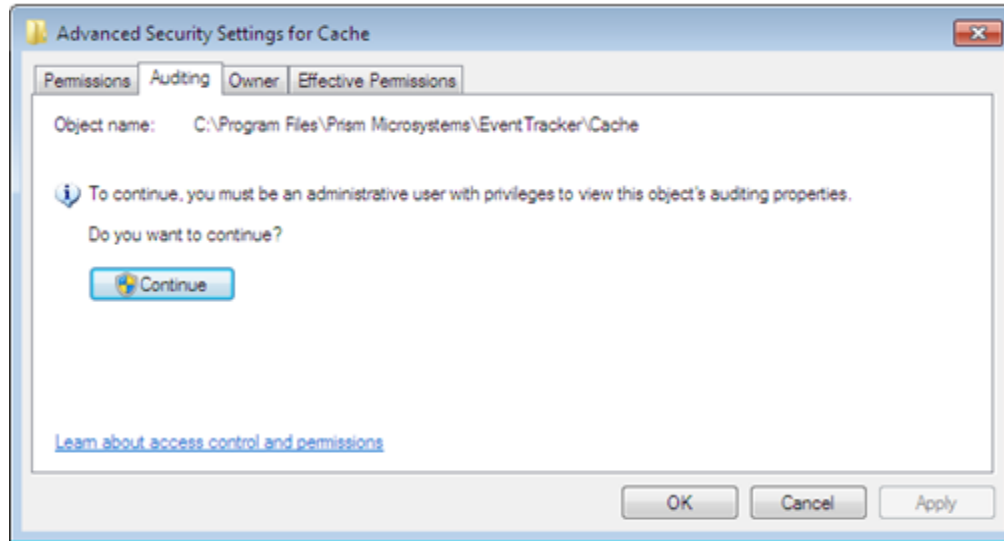 Advanced Security Settings for Cache
Permissions Auditing Owner Effective Permissions
Object name: C:\Program Files\Prism Microsystems\EventTracker\Cache
To continue, you must be an administrative user with privileges to view this object's auditing properties.
Do you want to continue?
Continue
Learn about access control and permissions
OK Cancel Apply